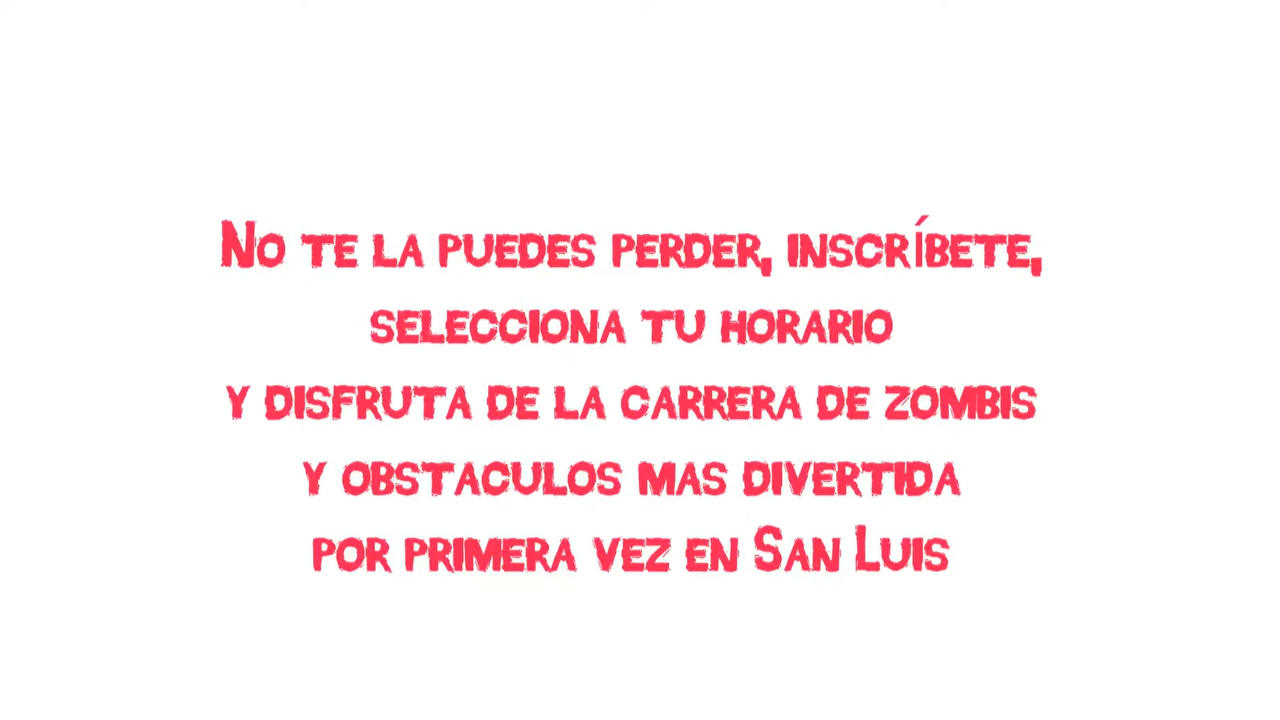 No te la puedes perder, inscríbete,
selecciona tu horario
y disfruta de la carrera de zombis
y obstaculos mas divertida
por primera vez en San Luis